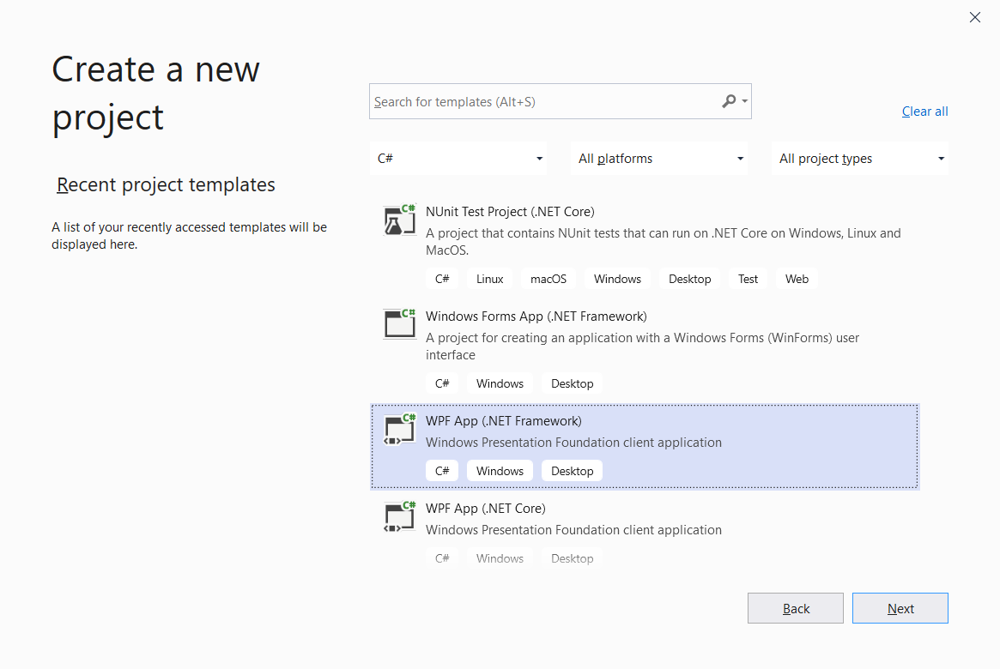 Create a new
project
Recent project templates
A list of your recently accessed templates will be
displayed here.
Search for templates (Alt+S)
Clear all
C#
All platforms
All project types
C#
NUnit Test Project (.NET Core)
A project that contains NUnit tests that can run on .NET Core on Windows, Linux and
MacOS.
C# Linux macOS Windows Desktop Test Web
C#
Windows Forms App (.NET Framework)
A project for creating an application with a Windows Forms (WinForms) user
interface
C# Windows Desktop
C#
WPF App (.NET Framework)
Windows Presentation Foundation client application
C# Windows Desktop
C#
WPF App (.NET Core)
Windows Presentation Foundation client application
C# Windows Desktop
Back
Next